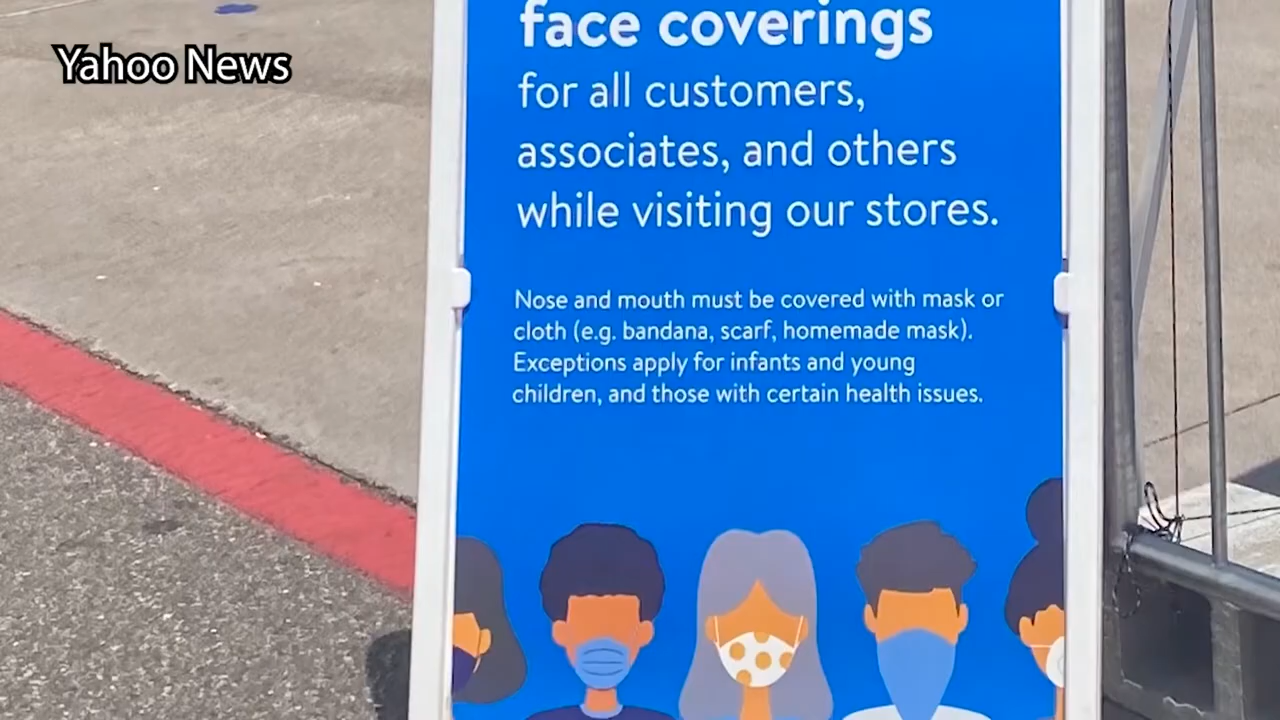 Yahoo News
face coverings
for all customers,
associates, and others
while visiting our stores.
Nose and mouth must be covered with mask or
cloth (e.g. bandana, scarf, homemade mask).
Exceptions apply for infants and young
children, and those with certain health issues.